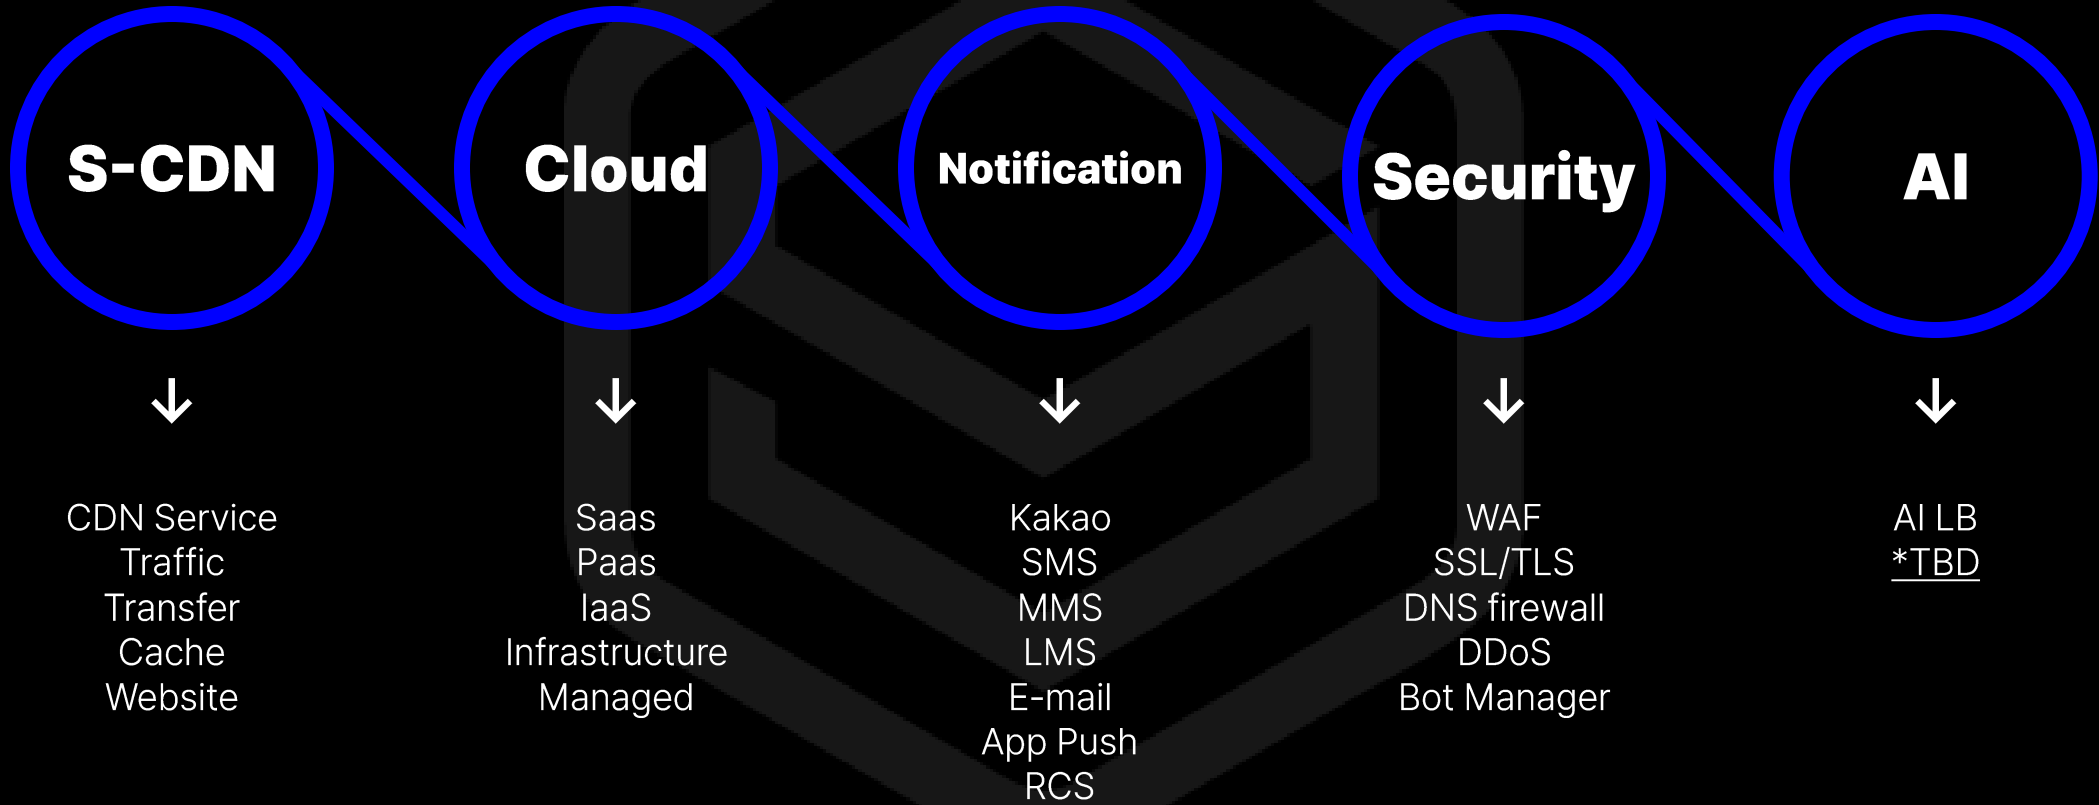 S-CDN
Cloud
Notification
Security
AI
CDN Service
Traffic
Transfer
Cache
Website
Saas
Paas
IaaS
Infrastructure
Managed
Kakao
SMS
MMS
LMS
E-mail
App Push
RCS
WAF
SSL/TLS
DNS firewall
DDoS
Bot Manager
AI LB
*TBD